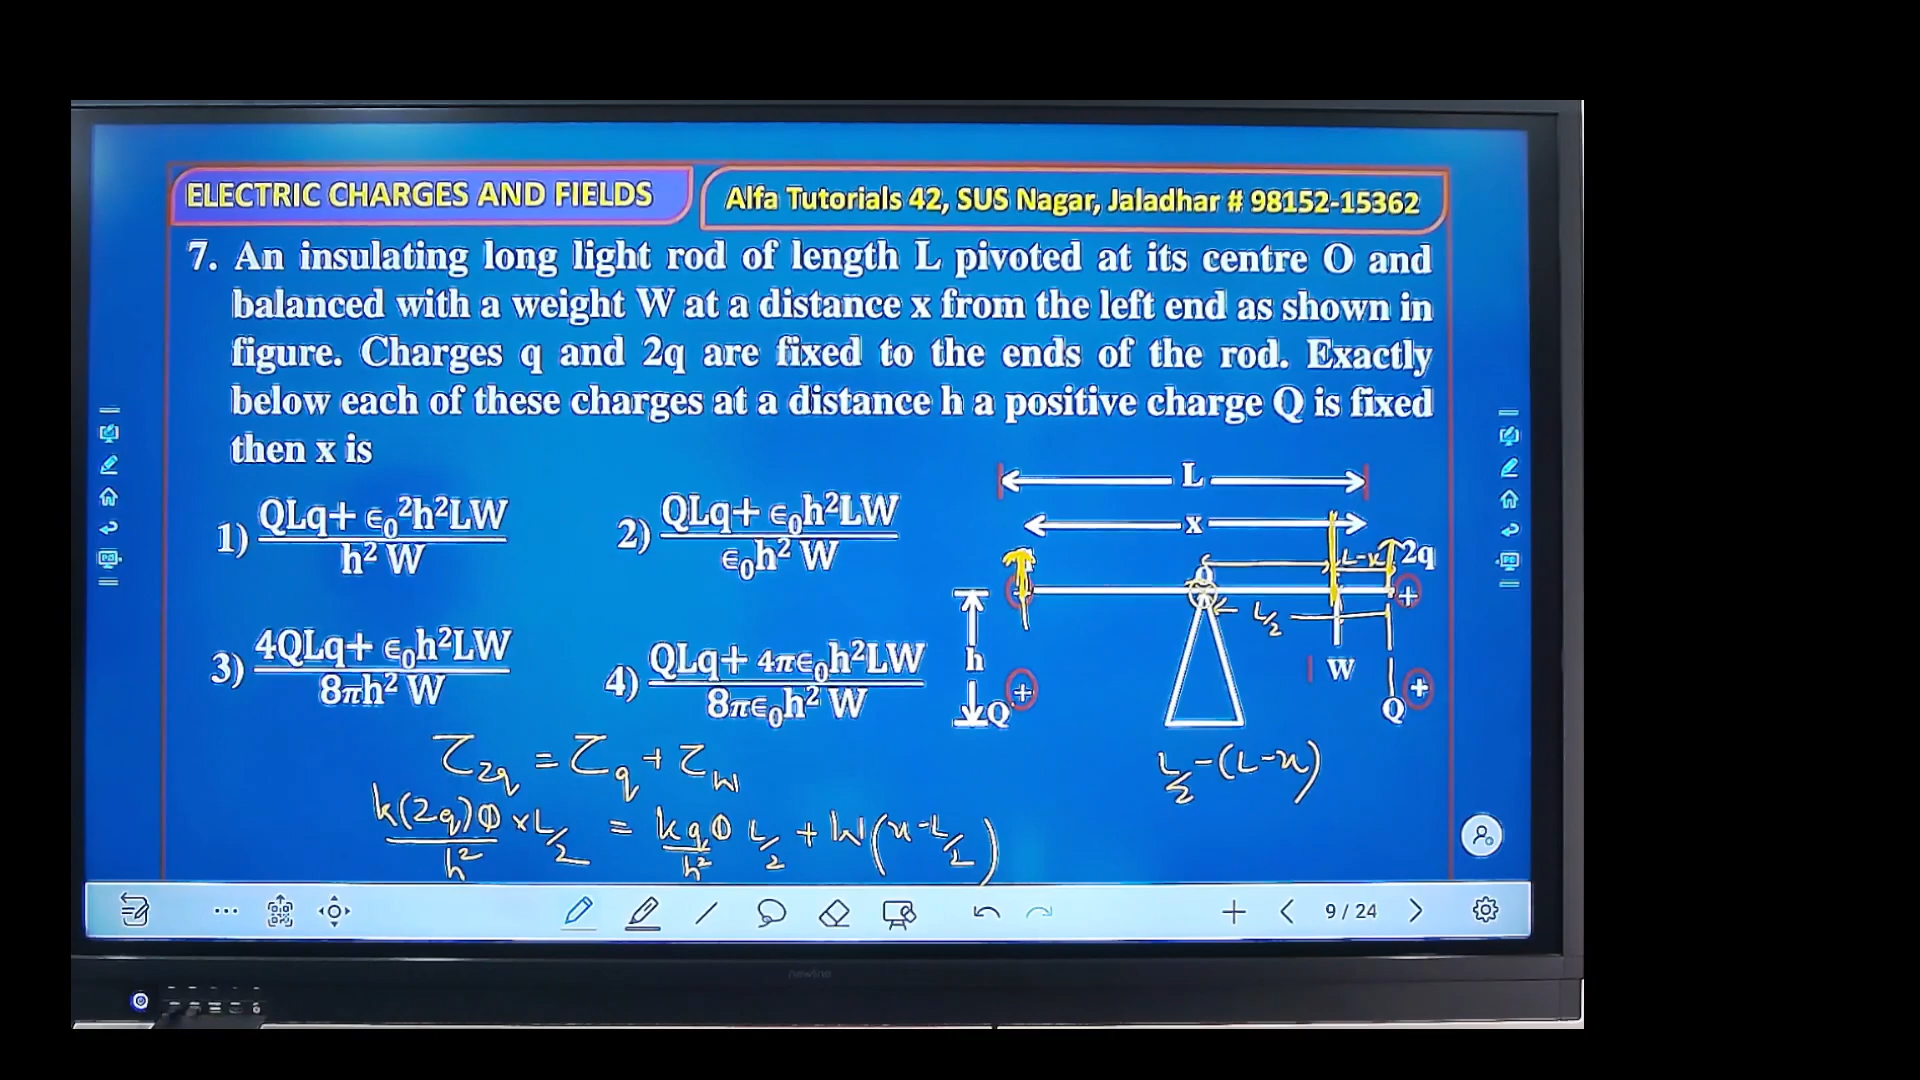 ELECTRIC CHARGES AND FIELDS
Alfa Tutorials 42, SUS Nagar, Jaladhar # 98152-15362
7. An insulating long light rod of length L pivoted at its centre O and
balanced with a weight W at a distance x from the left end as shown in
figure. Charges q and 2q are fixed to the ends of the rod. Exactly
below each of these charges at a distance h a positive charge Q is fixed
then x is
1) QLq+ ϵ₀²h²LW / h² W
2) QLq+ ϵ₀h²LW / ϵ₀h² W
3) 4QLq+ ϵ₀h²LW / 8πh² W
4) QLq+ 4πϵ₀h²LW / 8πϵ₀h² W
L
x
L-x
2q
+
L/2
h
W
Q
+
Q
+
L/2-(L-x)
τ2q = τq + τW
k(2q)Q/h² × L/2 = kqQ/h² L/2 + W(x-L/2)
9 / 24
newline